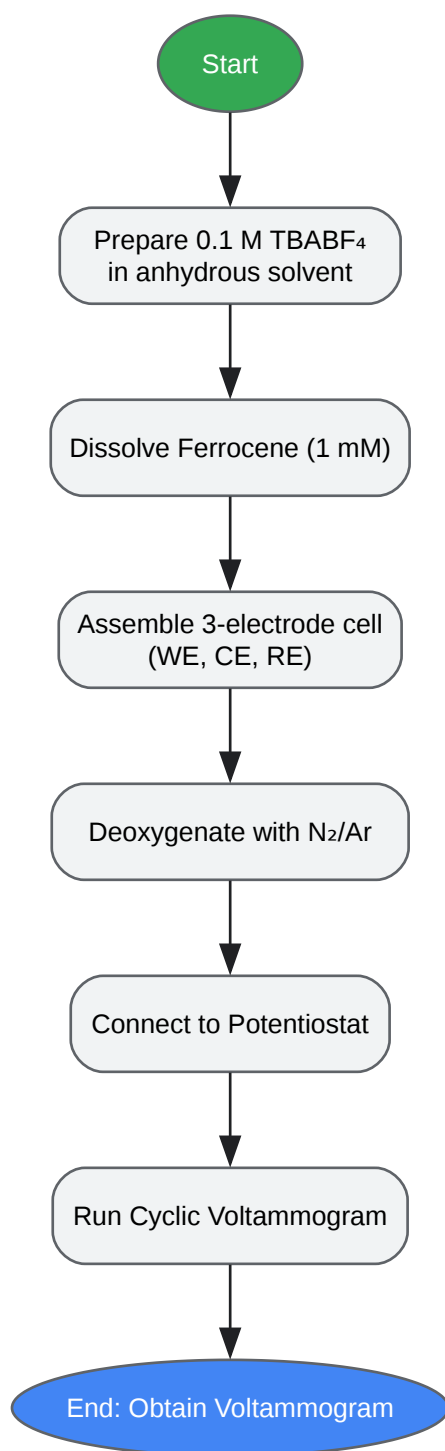 Start
Prepare 0.1 M TBABF₄
in anhydrous solvent
Dissolve Ferrocene (1 mM)
Assemble 3-electrode cell
(WE, CE, RE)
Deoxygenate with N₂/Ar
Connect to Potentiostat
Run Cyclic Voltammogram
End: Obtain Voltammogram